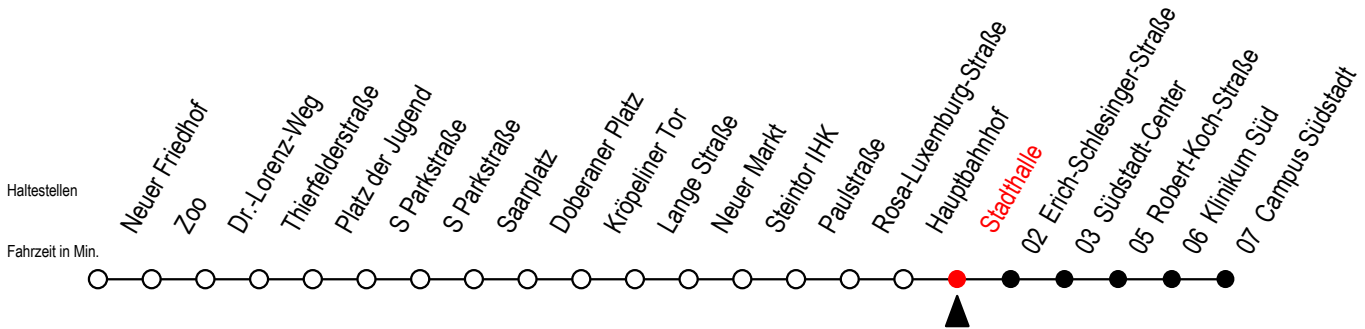 Haltestellen
Fahrzeit in Min.
Neuer Friedhof
Zoo
Dr.-Lorenz-Weg
Thierfelderstraße
Platz der Jugend
S Parkstraße
S Parkstraße
Saarplatz
Doberaner Platz
Kröpeliner Tor
Lange Straße
Neuer Markt
Steintor IHK
Paulstraße
Rosa-Luxemburg-Straße
Hauptbahnhof
Stadthalle
02 Erich-Schlesinger-Straße
03 Südstadt-Center
05 Robert-Koch-Straße
06 Klinikum Süd
07 Campus Südstadt